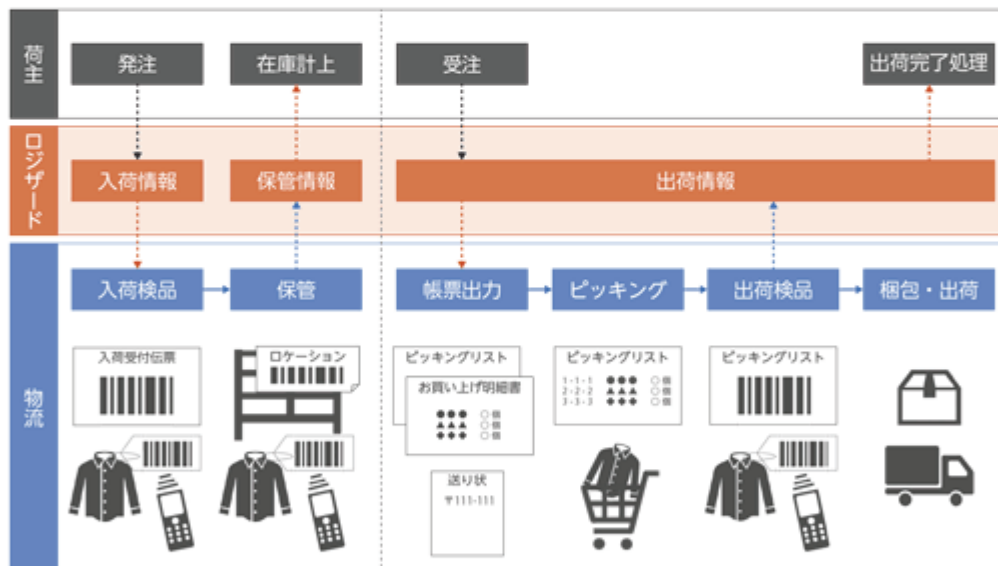 荷主
発注
在庫計上
受注
出荷完了処理
ロジザード
入荷情報
保管情報
出荷情報
物流
入荷検品
保管
帳票出力
ピッキング
出荷検品
梱包・出荷
入荷受付伝票
ロケーション
ピッキングリスト
お買い上げ明細書
●●● ○個
▲▲▲ ○個
◆◆◆ ○個
送り状
〒111-111
ピッキングリスト
1-1-1 ●●● ○個
2-2-2 ▲▲▲ ○個
3-3-3 ◆◆◆ ○個
ピッキングリスト